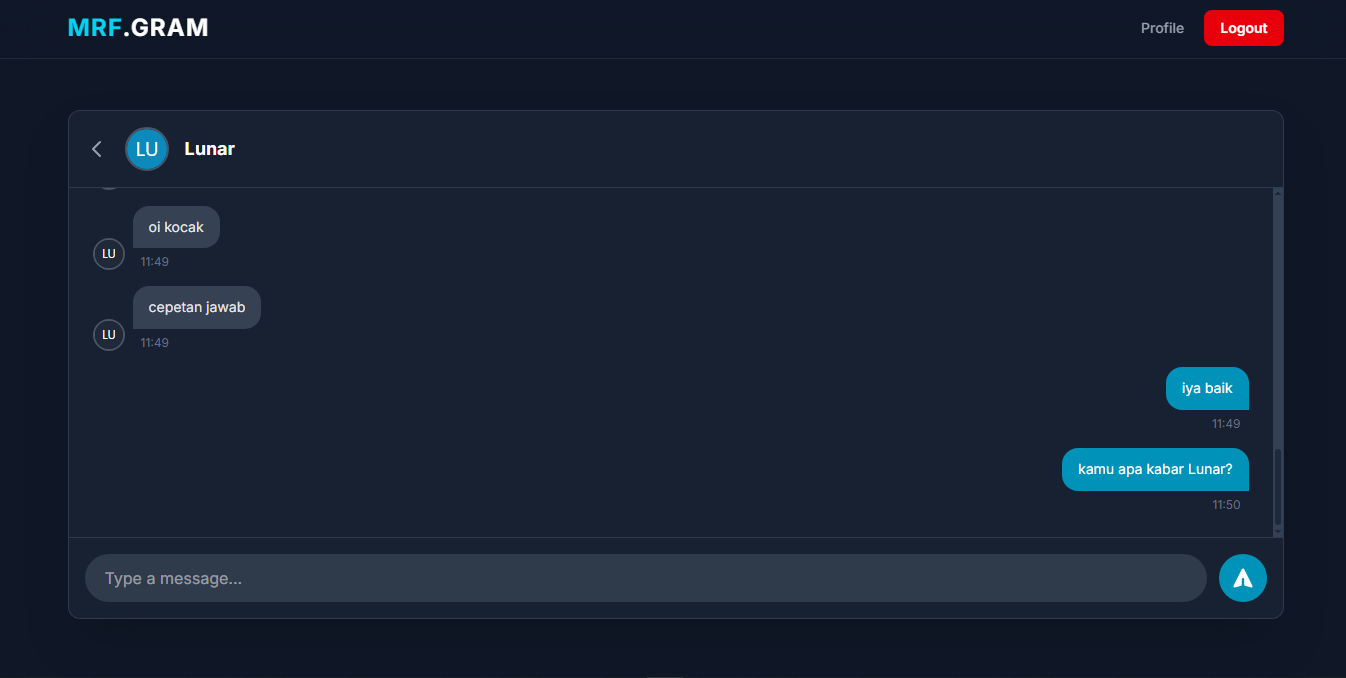 MRF.GRAM
Profile
Logout
LU
Lunar
oi kocak
LU
11:49
cepetan jawab
LU
11:49
iya baik
11:49
kamu apa kabar Lunar?
11:50
Type a message...